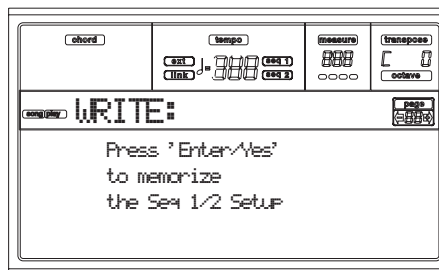 chord tempo measure transpose
ext seq 1
link seq 2
octave
song play WRITE: page
Press 'Enter/Yes'
to memorize
the Seq 1/2 Setup